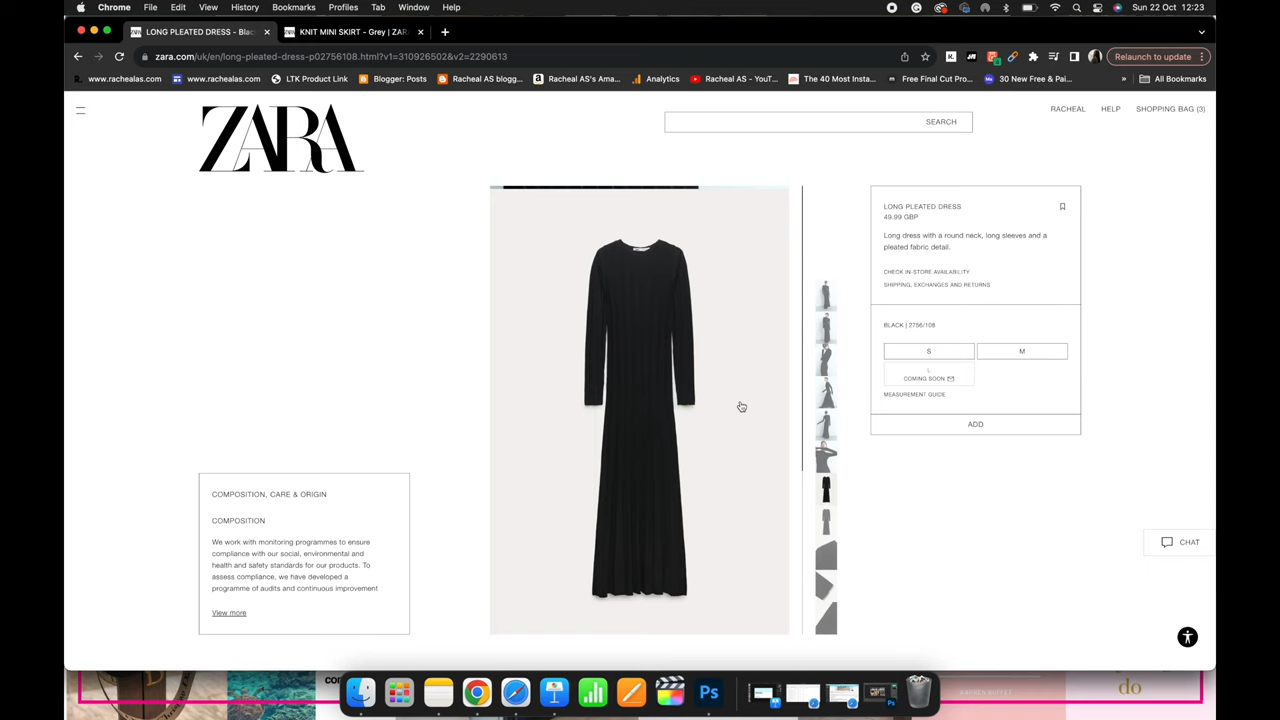 Chrome File Edit View History Bookmarks Profiles Tab Window Help Sun 22 Oct 12:23
LONG PLEATED DRESS - Blac
KNIT MINI SKIRT - Grey | ZAR
zara.com/uk/en/long-pleated-dress-p02756108.html?v1=310926502&v2=2290613
Relaunch to update
www.rachealas.com www.rachealas.com LTK Product Link Blogger: Posts Racheal AS blogg... Racheal AS's Ama... Analytics Racheal AS - YouT... The 40 Most Insta... Free Final Cut Pro... 30 New Free & Pai... » All Bookmarks
ZARA
SEARCH
RACHEAL HELP SHOPPING BAG (3)
LONG PLEATED DRESS
49.99 GBP
Long dress with a round neck, long sleeves and a
pleated fabric detail.
CHECK IN-STORE AVAILABILITY
SHIPPING, EXCHANGES AND RETURNS
BLACK | 2756/108
S M
L
COMING SOON
MEASUREMENT GUIDE
ADD
COMPOSITION, CARE & ORIGIN
COMPOSITION
We work with monitoring programmes to ensure
compliance with our social, environmental and
health and safety standards for our products. To
assess compliance, we have developed a
programme of audits and continuous improvement
View more
CHAT
Ps
do